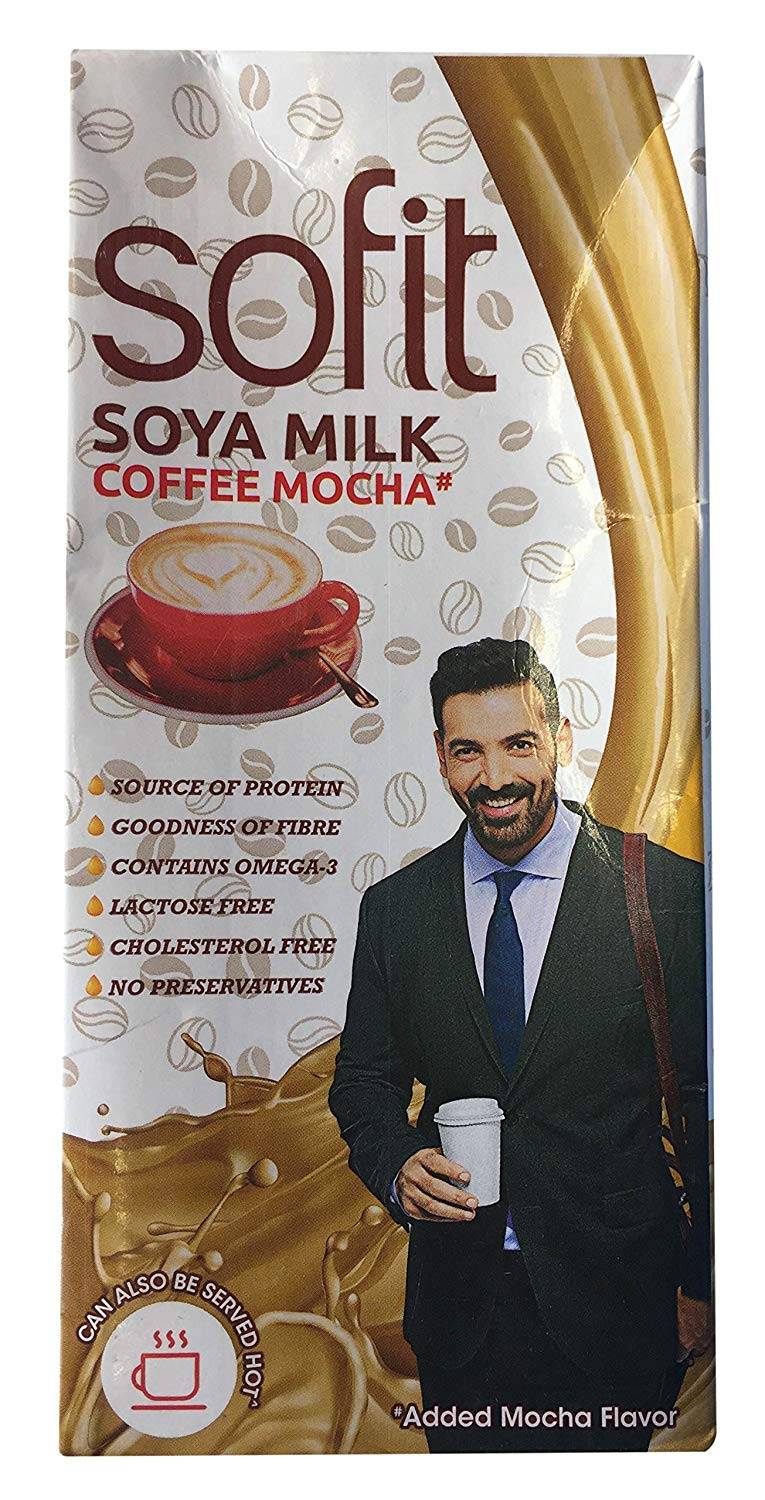 sofit
SOYA MILK
COFFEE MOCHA#
SOURCE OF PROTEIN
GOODNESS OF FIBRE
CONTAINS OMEGA-3
LACTOSE FREE
CHOLESTEROL FREE
NO PRESERVATIVES
CAN ALSO BE SERVED HOT^
#Added Mocha Flavor